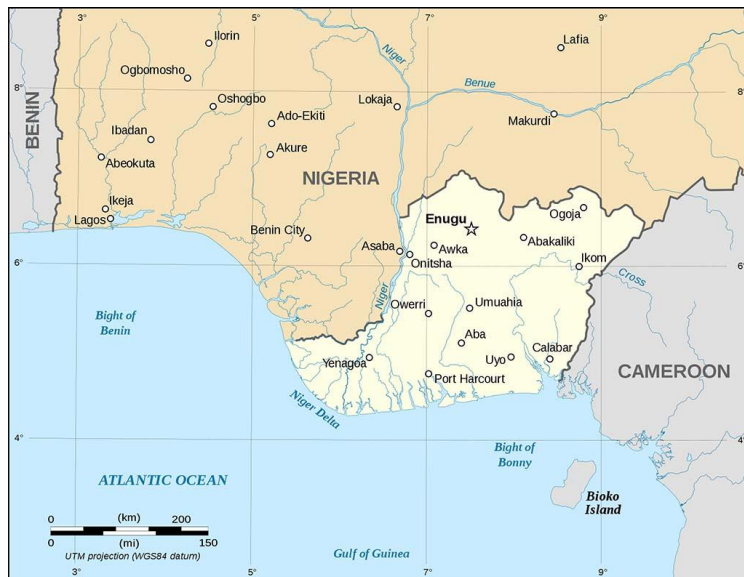 3°
5°
7°
9°
Ilorin
Lafia
Niger
Ogbomosho
8°
8°
Benue
Oshogbo
Lokaja
Ado-Ekiti
Makurdi
BENIN
Ibadan
Abeokuta
Akure
NIGERIA
Ikeja
Lagos
Enugu
Ogoja
Benin City
Abakaliki
Asaba
Awka
Onitsha
Ikom
6°
6°
Cross
Niger
Owerri
Umuahia
Bight of
Benin
Aba
Calabar
Yenagoa
Uyo
CAMEROON
Port Harcourt
Niger Delta
4°
4°
Bight of
Bonny
ATLANTIC OCEAN
Bioko
Island
0 (km) 200
0 (mi) 150
UTM projection (WGS84 datum)
Gulf of Guinea
3°
5°
7°
9°